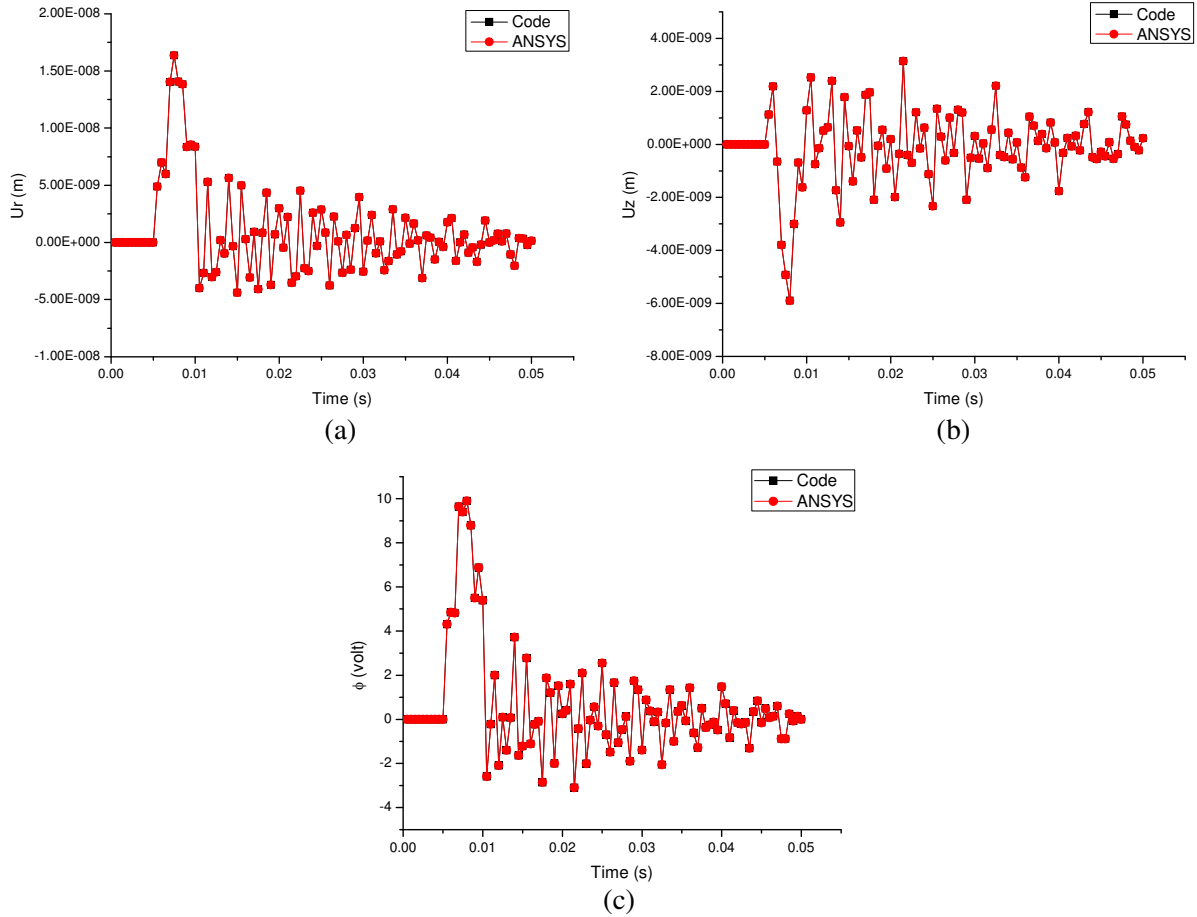 2.00E-008
1.50E-008
1.00E-008
5.00E-009
0.00E+000
-5.00E-009
-1.00E-008
Ur (m)
0.00 0.01 0.02 0.03 0.04 0.05
Time (s)
Code
ANSYS
(a)
4.00E-009
2.00E-009
0.00E+000
-2.00E-009
-4.00E-009
-6.00E-009
-8.00E-009
Uz (m)
0.00 0.01 0.02 0.03 0.04 0.05
Time (s)
Code
ANSYS
(b)
10
8
6
4
2
0
-2
-4
ϕ (volt)
0.00 0.01 0.02 0.03 0.04 0.05
Time (s)
Code
ANSYS
(c)